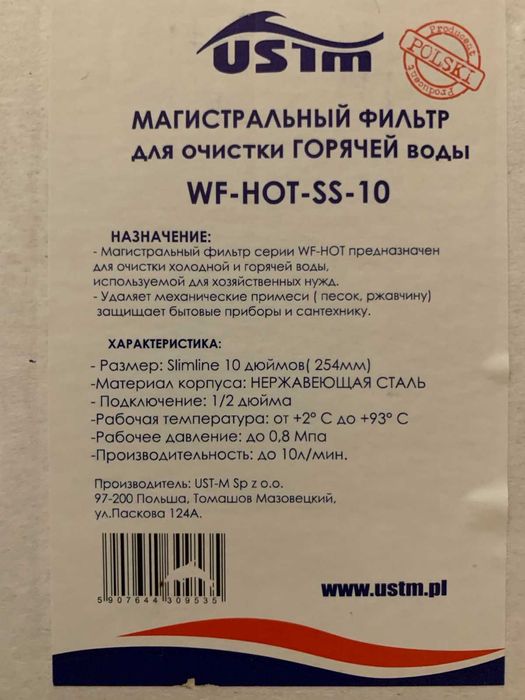 USTM
Producent
POLSKI
Producent
МАГИСТРАЛЬНЫЙ ФИЛЬТР
для очистки ГОРЯЧЕЙ воды
WF-HOT-SS-10
НАЗНАЧЕНИЕ:
- Магистральный фильтр серии WF-HOT предназначен
для очистки холодной и горячей воды,
используемой для хозяйственных нужд.
- Удаляет механические примеси ( песок, ржавчину)
защищает бытовые приборы и сантехнику.
ХАРАКТЕРИСТИКА:
- Размер: Slimline 10 дюймов( 254мм)
-Материал корпуса: НЕРЖАВЕЮЩАЯ СТАЛЬ
- Подключение: 1/2 дюйма
-Рабочая температура: от +2° C до +93° C
-Рабочее давление: до 0,8 Мпа
-Производительность: до 10л/мин.
Производитель: UST-M Sp z o.o.
97-200 Польша, Томашов Мазовецкий,
ул.Паскова 124А.
5 907644 309535
www.ustm.pl